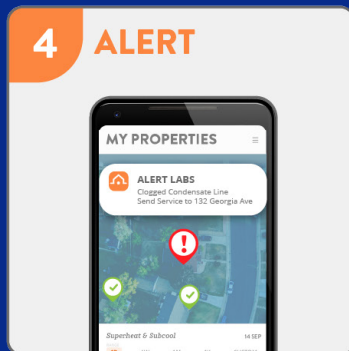 4 ALERT
MY PROPERTIES
ALERT LABS
Clogged Condensate Line
Send Service to 132 Georgia Ave
Superheat & Subcool 14 SEP